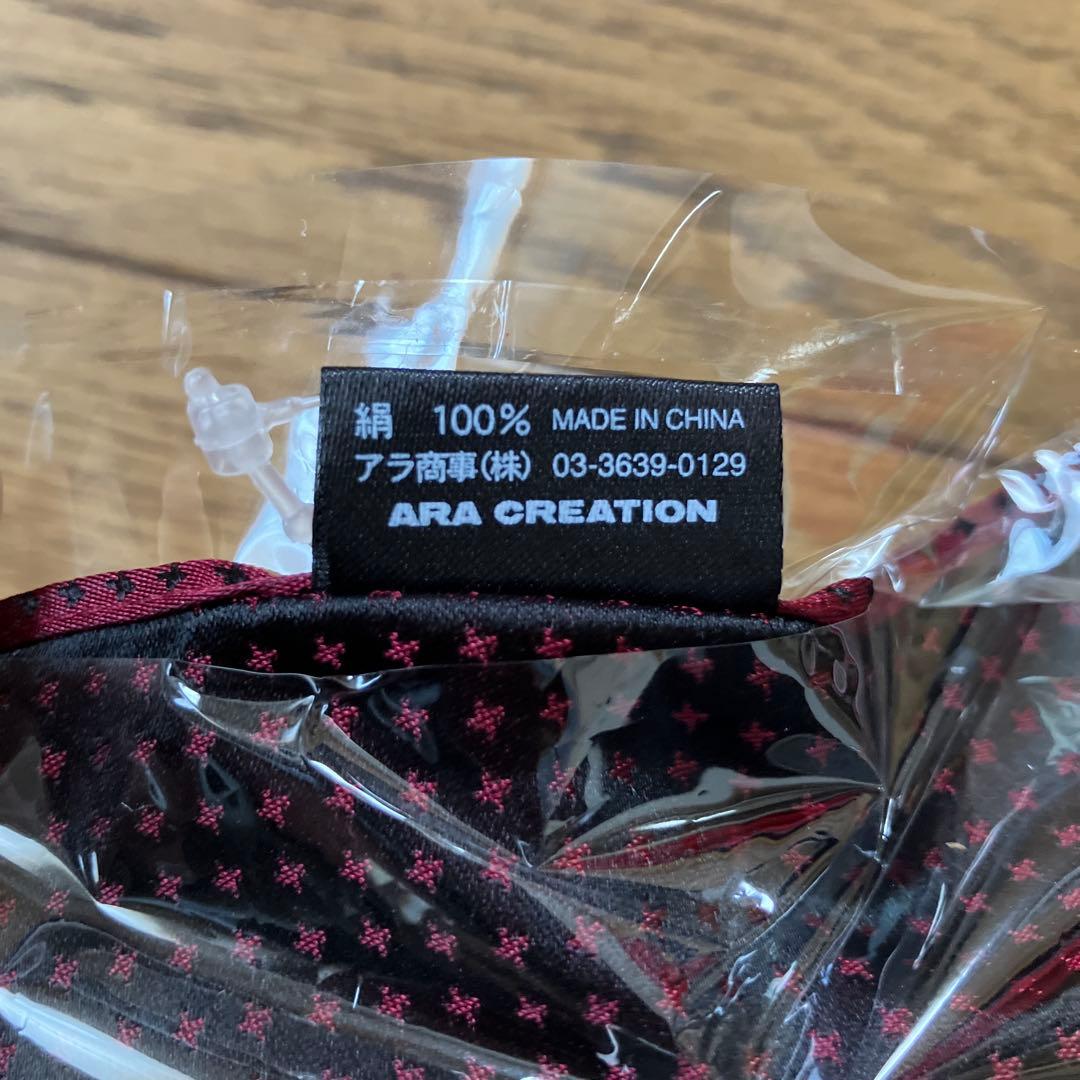 絹 100% MADE IN CHINA
アラ商事(株) 03-3639-0129
ARA CREATION